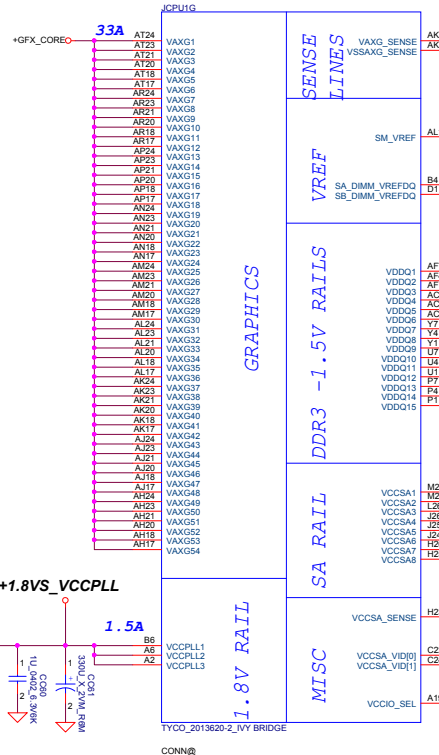 JCPU1G
33A
+GFX_CORE
AT24 VAXG1
AT23 VAXG2
AT21 VAXG3
AT20 VAXG4
AT18 VAXG5
AT17 VAXG6
AR24 VAXG7
AR23 VAXG8
AR21 VAXG9
AR20 VAXG10
AR18 VAXG11
AR17 VAXG12
AP24 VAXG13
AP23 VAXG14
AP21 VAXG15
AP20 VAXG16
AP18 VAXG17
AP17 VAXG18
AN24 VAXG19
AN23 VAXG20
AN21 VAXG21
AN20 VAXG22
AN18 VAXG23
AN17 VAXG24
AM24 VAXG25
AM23 VAXG26
AM21 VAXG27
AM20 VAXG28
AM18 VAXG29
AM17 VAXG30
AL24 VAXG31
AL23 VAXG32
AL21 VAXG33
AL20 VAXG34
AL18 VAXG35
AL17 VAXG36
AK24 VAXG37
AK23 VAXG38
AK21 VAXG39
AK20 VAXG40
AK18 VAXG41
AK17 VAXG42
AJ24 VAXG43
AJ23 VAXG44
AJ21 VAXG45
AJ20 VAXG46
AJ18 VAXG47
AJ17 VAXG48
AH24 VAXG49
AH23 VAXG50
AH21 VAXG51
AH20 VAXG52
AH18 VAXG53
AH17 VAXG54
GRAPHICS
SENSE
LINES
VAXG_SENSE
VSSAXG_SENSE
VREF
SM_VREF
SA_DIMM_VREFDQ
SB_DIMM_VREFDQ
DDR3 -1.5V RAILS
VDDQ1
VDDQ2
VDDQ3
VDDQ4
VDDQ5
VDDQ6
VDDQ7
VDDQ8
VDDQ9
VDDQ10
VDDQ11
VDDQ12
VDDQ13
VDDQ14
VDDQ15
SA RAIL
VCCSA1
VCCSA2
VCCSA3
VCCSA4
VCCSA5
VCCSA6
VCCSA7
VCCSA8
+1.8VS_VCCPLL
1.5A
B6 VCCPLL1
A6 VCCPLL2
A2 VCCPLL3
1.8V RAIL
MISC
VCCSA_SENSE
VCCSA_VID[0]
VCCSA_VID[1]
VCCIO_SEL
1
2
CC60
1U_0402_6.3V6K
1
2
CC61
330U_X_2VM_R6M
TYCO_2013620-2_IVY BRIDGE
CONN@